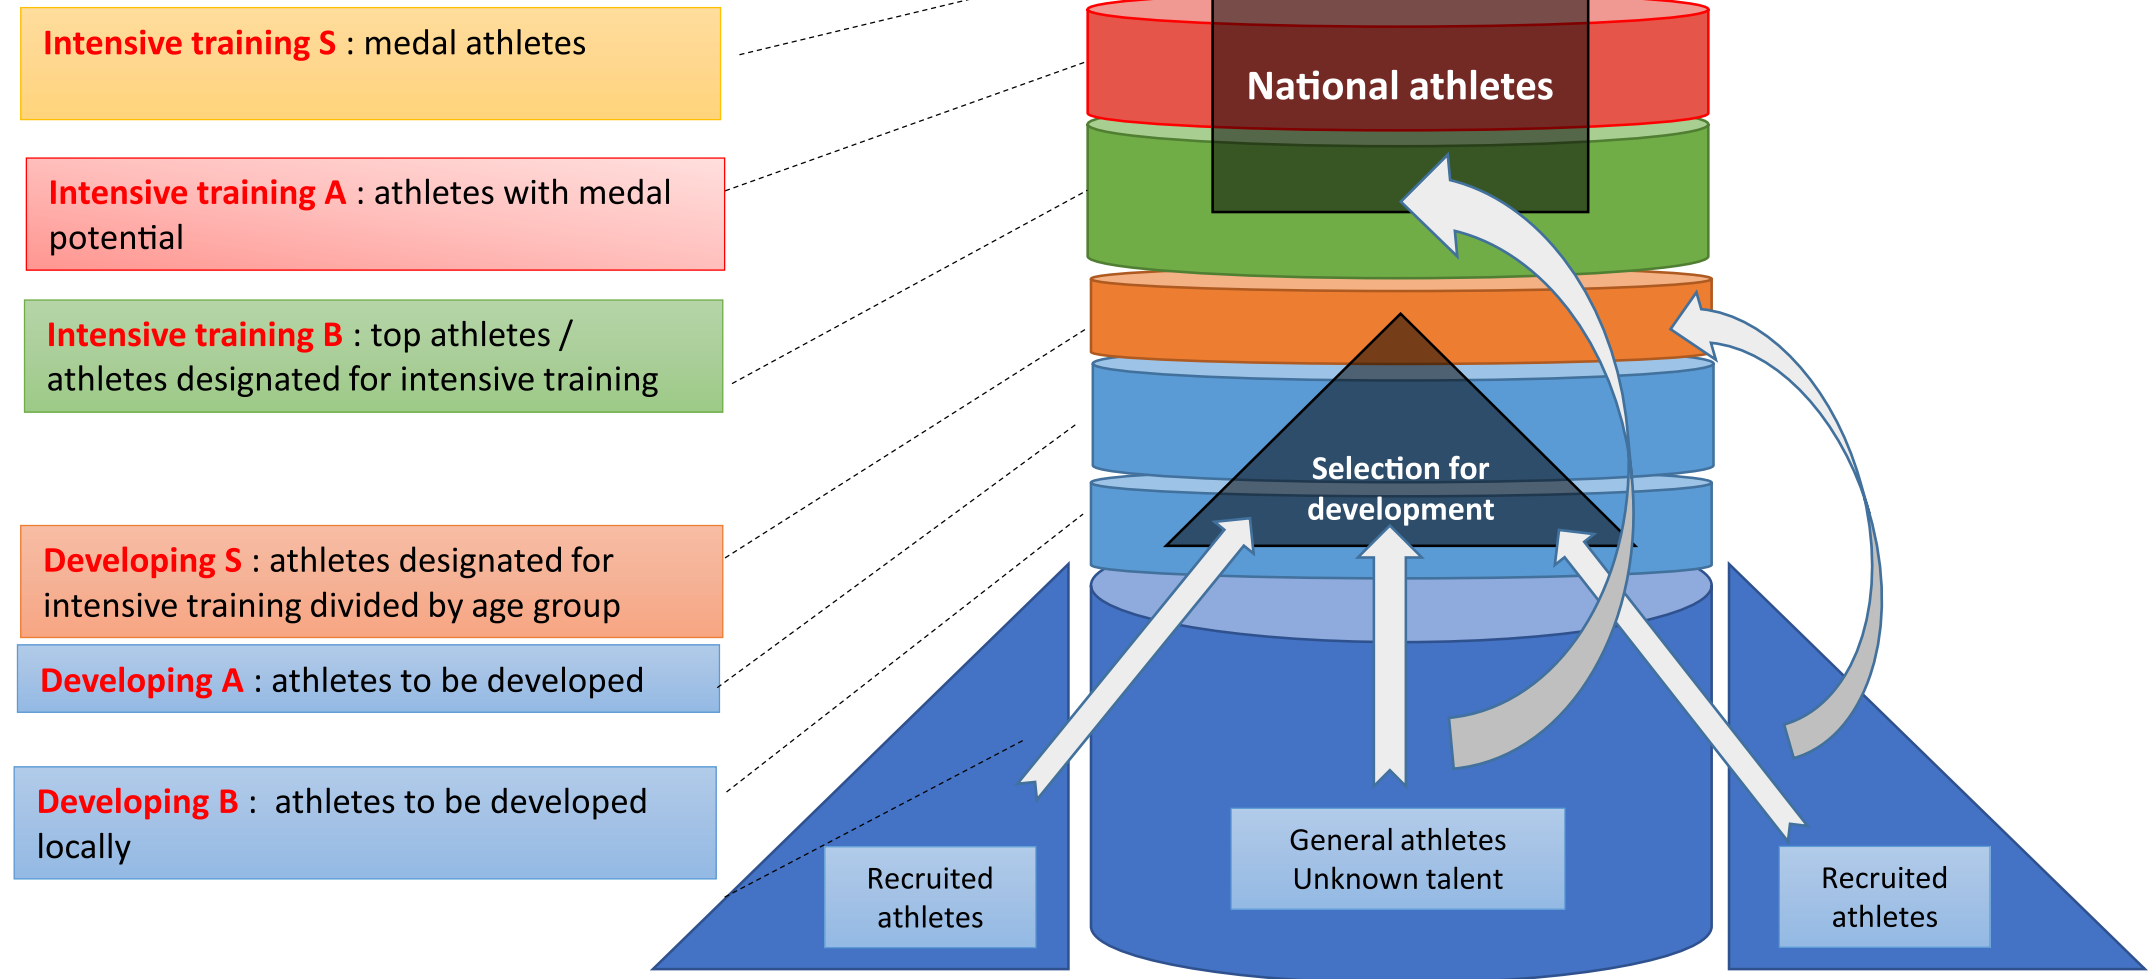 Intensive training S : medal athletes
Intensive training A : athletes with medal
potential
Intensive training B : top athletes /
athletes designated for intensive training
Developing S : athletes designated for
intensive training divided by age group
Developing A : athletes to be developed
Developing B :  athletes to be developed
locally
National athletes
Selection for
development
Recruited
athletes
General athletes
Unknown talent
Recruited
athletes